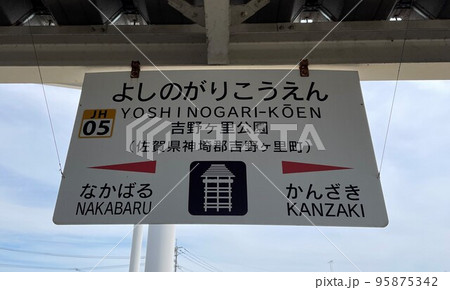 よしのがりこうえん
JH
05
YOSHINOGARI-KŌEN
吉野ヶ里公園
(佐賀県神埼郡吉野ヶ里町)
なかばる
NAKABARU
かんざき
KANZAKI
PIXTA
95875342